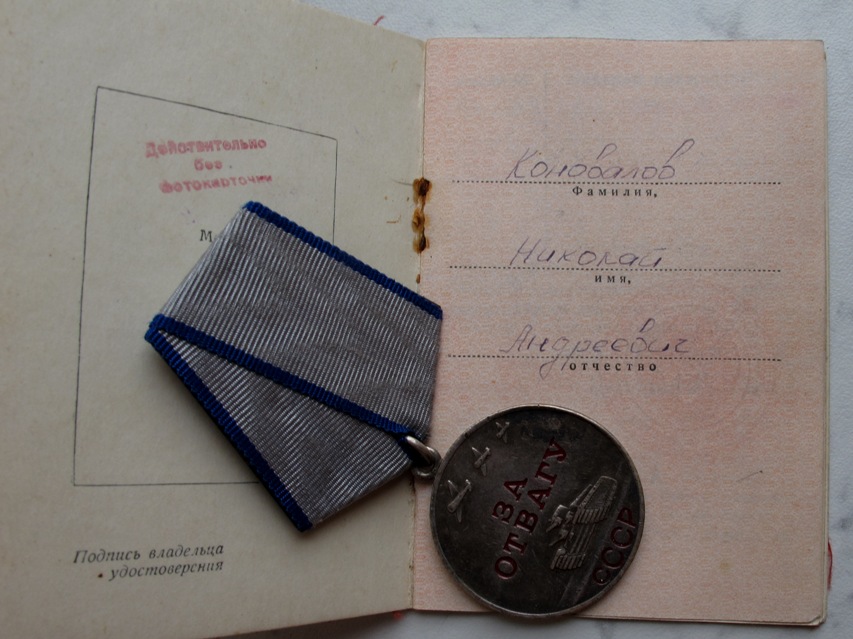 Действительно
без
фотокарточки
М
Подпись владельца
удостоверения
Коновалов
Фамилия,
Николай
имя,
Андреевич
отчество
ЗА
ОТВАГУ
СССР